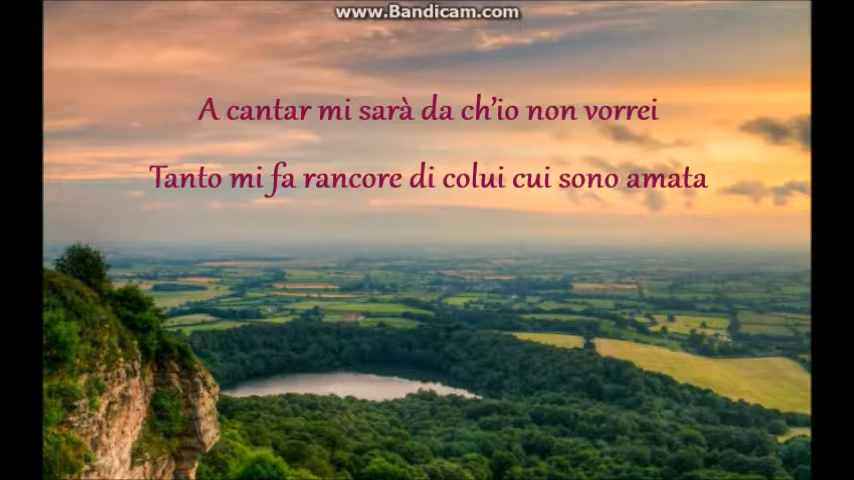 www.Bandicam.com
A cantar mi sarà da ch'io non vorrei
Tanto mi fa rancore di colui cui sono amata